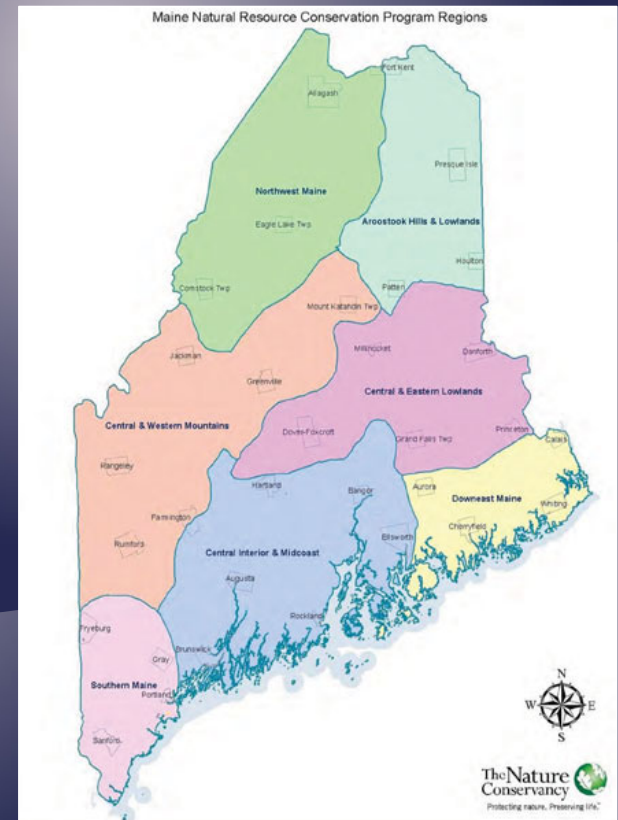 Maine Natural Resource Conservation Program Regions
Fort Kent
Allagash
Presque Isle
Northwest Maine
Eagle Lake Twp
Aroostook Hills & Lowlands
Houlton
Comstock Twp
Patten
Mount Katahdin Twp
Millinocket
Jackman
Danforth
Greenville
Central & Eastern Lowlands
Central & Western Mountains
Dover-Foxcroft
Princeton
Grand Falls Twp
Calais
Rangeley
Hartland
Bangor
Aurora
Downeast Maine
Whiting
Farmington
Cherryfield
Rumford
Ellsworth
Central Interior & Midcoast
Augusta
Rockland
Fryeburg
Brunswick
Gray
Southern Maine
Portland
Sanford
N
W
E
S
The Nature
Conservancy
Protecting nature. Preserving life.™